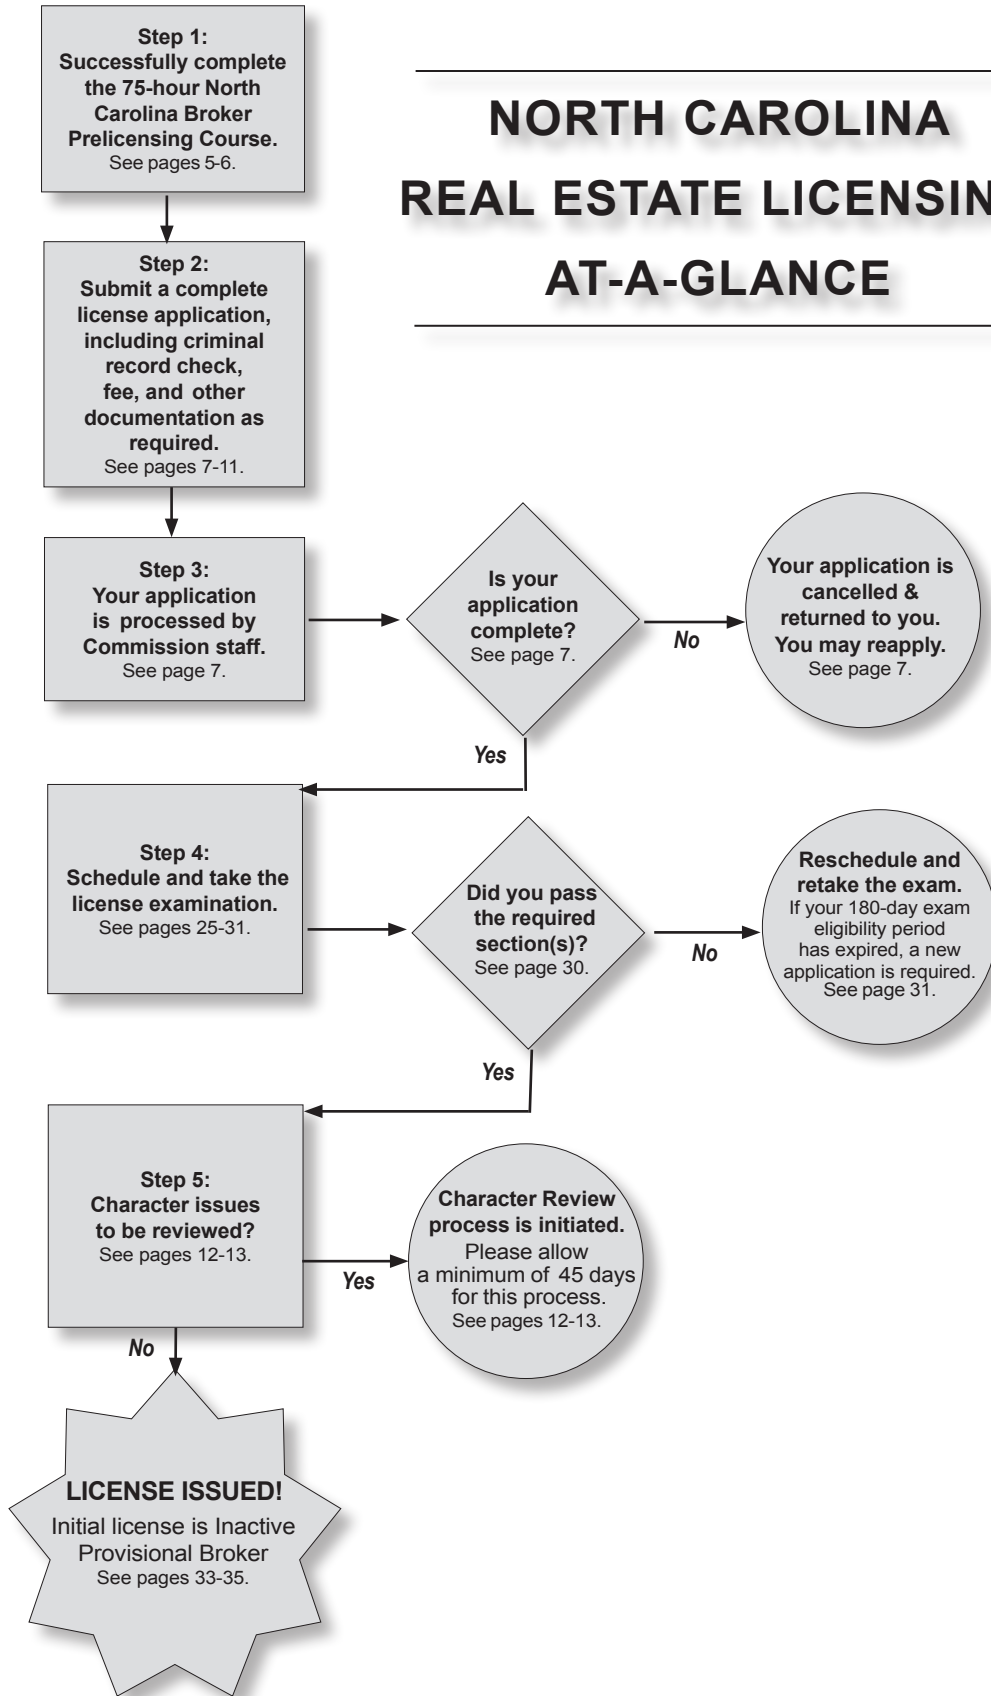 NORTH CAROLINA
REAL ESTATE LICENSIN
AT-A-GLANCE
Step 1:
Successfully complete
the 75-hour North
Carolina Broker
Prelicensing Course.
See pages 5-6.
Step 2:
Submit a complete
license application,
including criminal
record check,
fee, and other
documentation as
required.
See pages 7-11.
Step 3:
Your application
is processed by
Commission staff.
See page 7.
Is your
application
complete?
See page 7.
No
Your application is
cancelled &
returned to you.
You may reapply.
See page 7.
Yes
Step 4:
Schedule and take the
license examination.
See pages 25-31.
Did you pass
the required
section(s)?
See page 30.
No
Reschedule and
retake the exam.
If your 180-day exam
eligibility period
has expired, a new
application is required.
See page 31.
Yes
Step 5:
Character issues
to be reviewed?
See pages 12-13.
Yes
Character Review
process is initiated.
Please allow
a minimum of 45 days
for this process.
See pages 12-13.
No
LICENSE ISSUED!
Initial license is Inactive
Provisional Broker
See pages 33-35.